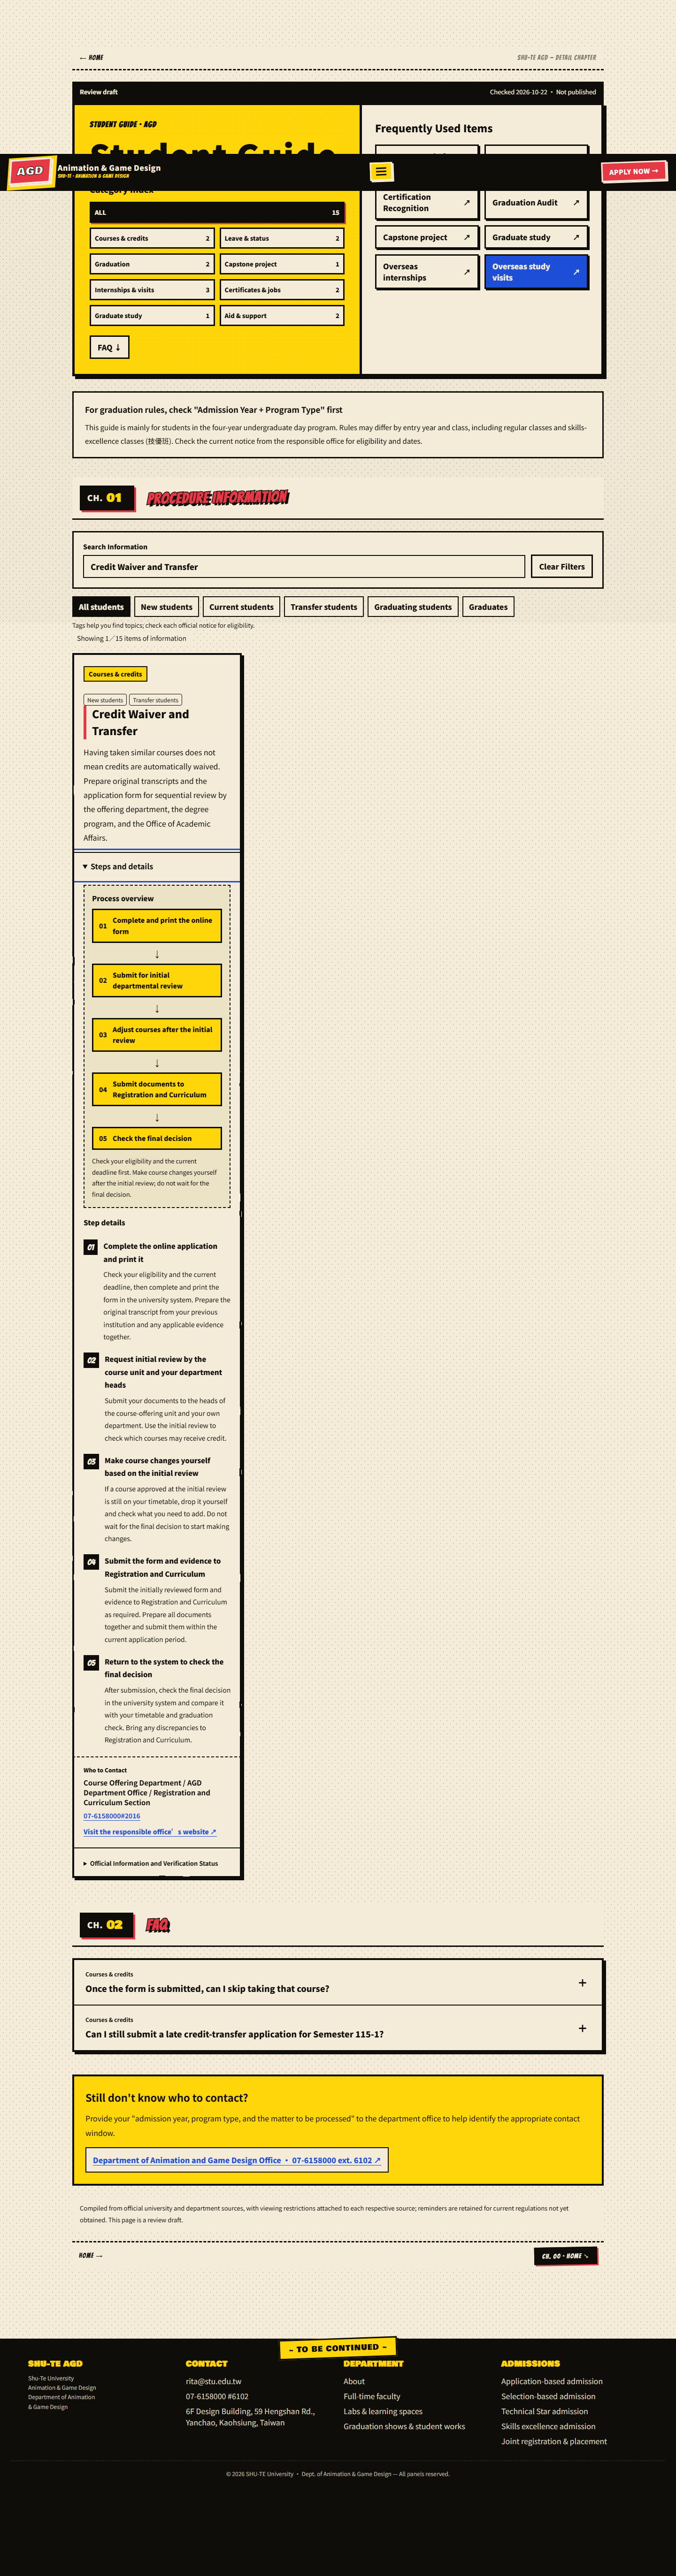 ← HOME
SHU-TE AGD — DETAIL CHAPTER
Review draft
Checked 2026-10-22 • Not published
STUDENT GUIDE • AGD
Student Guide
Frequently Used Items
AGD
Animation & Game Design
SHU-TE • ANIMATION & GAME DESIGN
APPLY NOW →
Category Index
ALL 15
Courses & credits 2
Leave & status 2
Graduation 2
Capstone project 1
Internships & visits 3
Certificates & jobs 2
Graduate study 1
Aid & support 2
FAQ ↓
Certification
Recognition ↗
Graduation Audit ↗
Capstone project ↗
Graduate study ↗
Overseas
internships ↗
Overseas study
visits ↗
For graduation rules, check "Admission Year + Program Type" first
This guide is mainly for students in the four-year undergraduate day program. Rules may differ by entry year and class, including regular classes and skills-
excellence classes (技優班). Check the current notice from the responsible office for eligibility and dates.
CH. 01
PROCEDURE INFORMATION
Search Information
Credit Waiver and Transfer
Clear Filters
All students
New students
Current students
Transfer students
Graduating students
Graduates
Tags help you find topics; check each official notice for eligibility.
Showing 1／15 items of information
Courses & credits
New students
Transfer students
Credit Waiver and
Transfer
Having taken similar courses does not
mean credits are automatically waived.
Prepare original transcripts and the
application form for sequential review by
the offering department, the degree
program, and the Office of Academic
Affairs.
▼ Steps and details
Process overview
01 Complete and print the online
form
↓
02 Submit for initial
departmental review
↓
03 Adjust courses after the initial
review
↓
04 Submit documents to
Registration and Curriculum
↓
05 Check the final decision
Check your eligibility and the current
deadline first. Make course changes yourself
after the initial review; do not wait for the
final decision.
Step details
01 Complete the online application
and print it
Check your eligibility and the current
deadline, then complete and print the
form in the university system. Prepare the
original transcript from your previous
institution and any applicable evidence
together.
02 Request initial review by the
course unit and your department
heads
Submit your documents to the heads of
the course-offering unit and your own
department. Use the initial review to
check which courses may receive credit.
03 Make course changes yourself
based on the initial review
If a course approved at the initial review
is still on your timetable, drop it yourself
and check what you need to add. Do not
wait for the final decision to start making
changes.
04 Submit the form and evidence to
Registration and Curriculum
Submit the initially reviewed form and
evidence to Registration and Curriculum
as required. Prepare all documents
together and submit them within the
current application period.
05 Return to the system to check the
final decision
After submission, check the final decision
in the university system and compare it
with your timetable and graduation
check. Bring any discrepancies to
Registration and Curriculum.
Who to Contact
Course Offering Department / AGD
Department Office / Registration and
Curriculum Section
07-6158000#2016
Visit the responsible office’s website ↗
▶ Official Information and Verification Status
CH. 02
FAQ
Courses & credits
Once the form is submitted, can I skip taking that course?
+
Courses & credits
Can I still submit a late credit-transfer application for Semester 115-1?
+
Still don't know who to contact?
Provide your "admission year, program type, and the matter to be processed" to the department office to help identify the appropriate contact
window.
Department of Animation and Game Design Office • 07-6158000 ext. 6102 ↗
Compiled from official university and department sources, with viewing restrictions attached to each respective source; reminders are retained for current regulations not yet
obtained. This page is a review draft.
HOME →
CH. 00 • HOME ↘
~ TO BE CONTINUED ~
SHU-TE AGD
Shu-Te University
Animation & Game Design
Department of Animation
& Game Design
CONTACT
rita@stu.edu.tw
07-6158000 #6102
6F Design Building, 59 Hengshan Rd.,
Yanchao, Kaohsiung, Taiwan
DEPARTMENT
About
Full-time faculty
Labs & learning spaces
Graduation shows & student works
ADMISSIONS
Application-based admission
Selection-based admission
Technical Star admission
Skills excellence admission
Joint registration & placement
© 2026 SHU-TE University • Dept. of Animation & Game Design — All panels reserved.